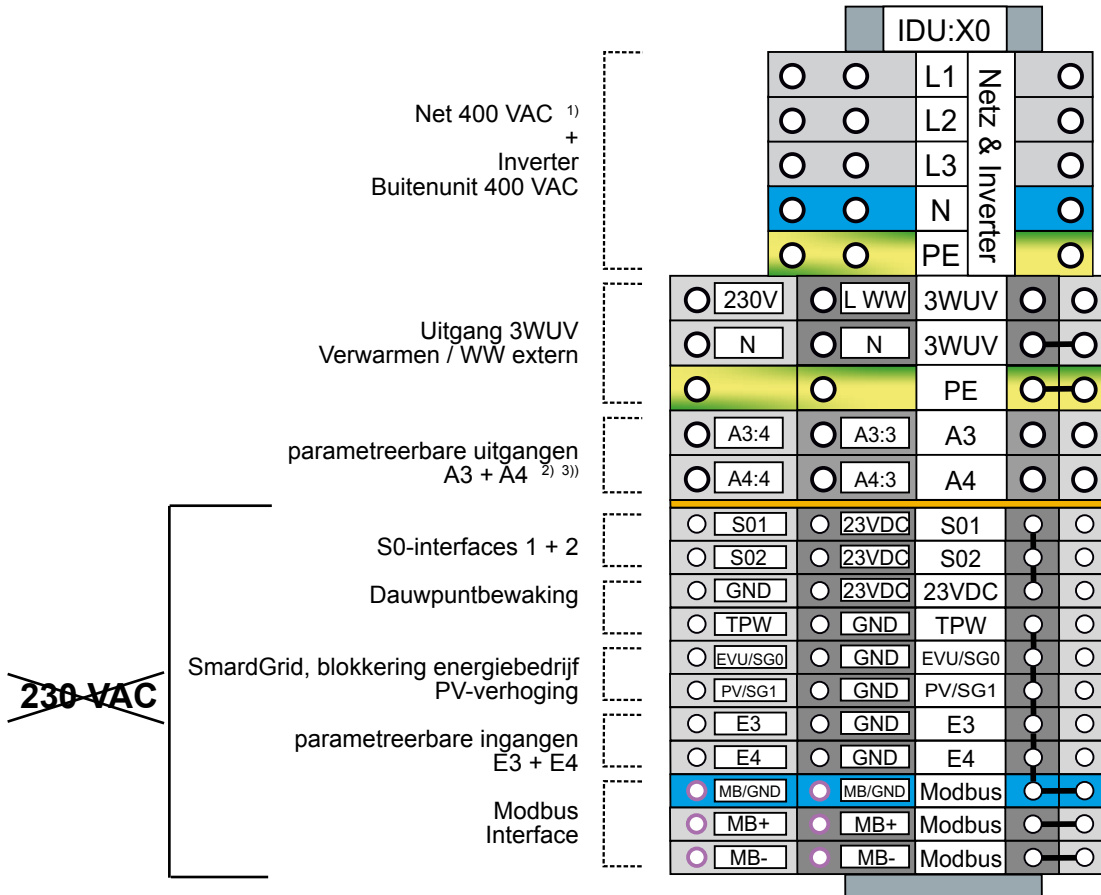 IDU:X0
Net 400 VAC 1)
+
Inverter
Buitenunit 400 VAC
L1
L2
L3
N
PE
Netz & Inverter
Uitgang 3WUV
Verwarmen / WW extern
230V L WW 3WUV
N N 3WUV
PE
parametreerbare uitgangen
A3 + A4 2) 3))
A3:4 A3:3 A3
A4:4 A4:3 A4
230 VAC
S0-interfaces 1 + 2
S01 23VDC S01
S02 23VDC S02
Dauwpuntbewaking
GND 23VDC 23VDC
TPW GND TPW
SmardGrid, blokkering energiebedrijf
PV-verhoging
EVU/SG0 GND EVU/SG0
PV/SG1 GND PV/SG1
parametreerbare ingangen
E3 + E4
E3 GND E3
E4 GND E4
Modbus
Interface
MB/GND MB/GND Modbus
MB+ MB+ Modbus
MB- MB- Modbus